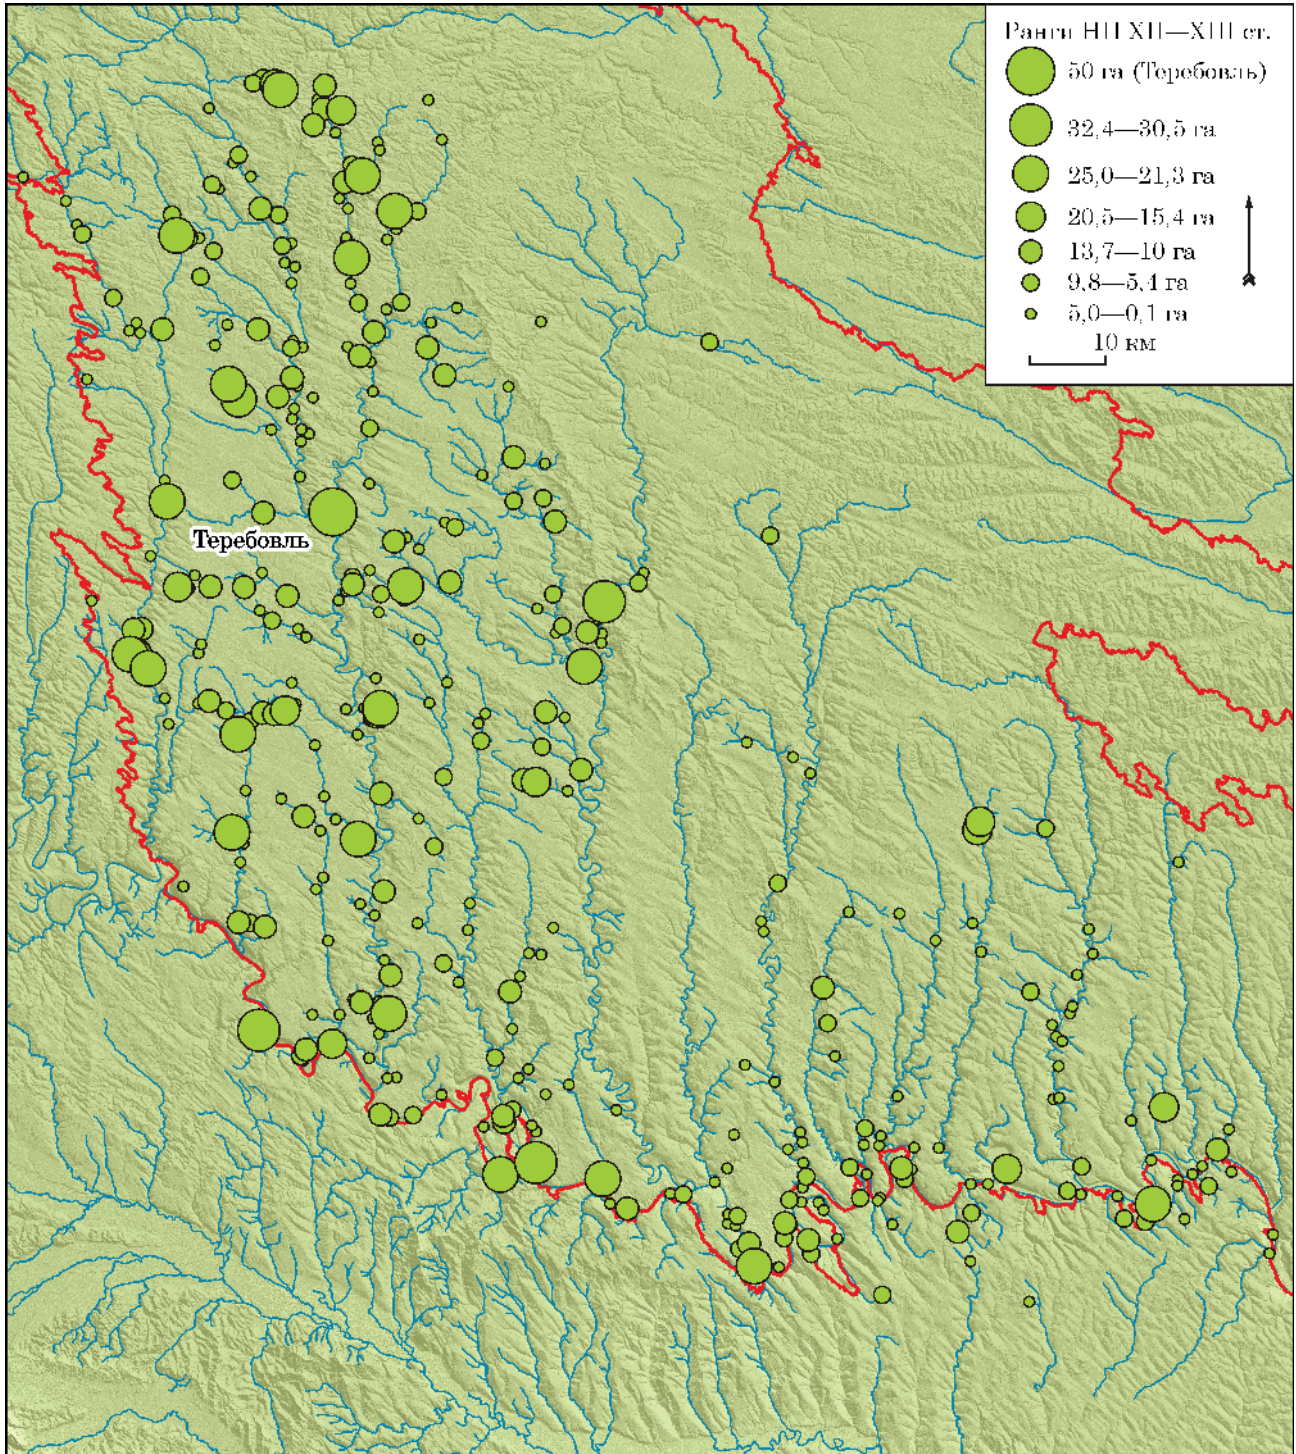 Ранги НП XII—XIII ст.
50 га (Теребовль)
32,4—30,5 га
25,0—21,3 га
20,5—15,4 га
13,7—10 га
9,8—5,4 га
5,0—0,1 га
10 км
Теребовль